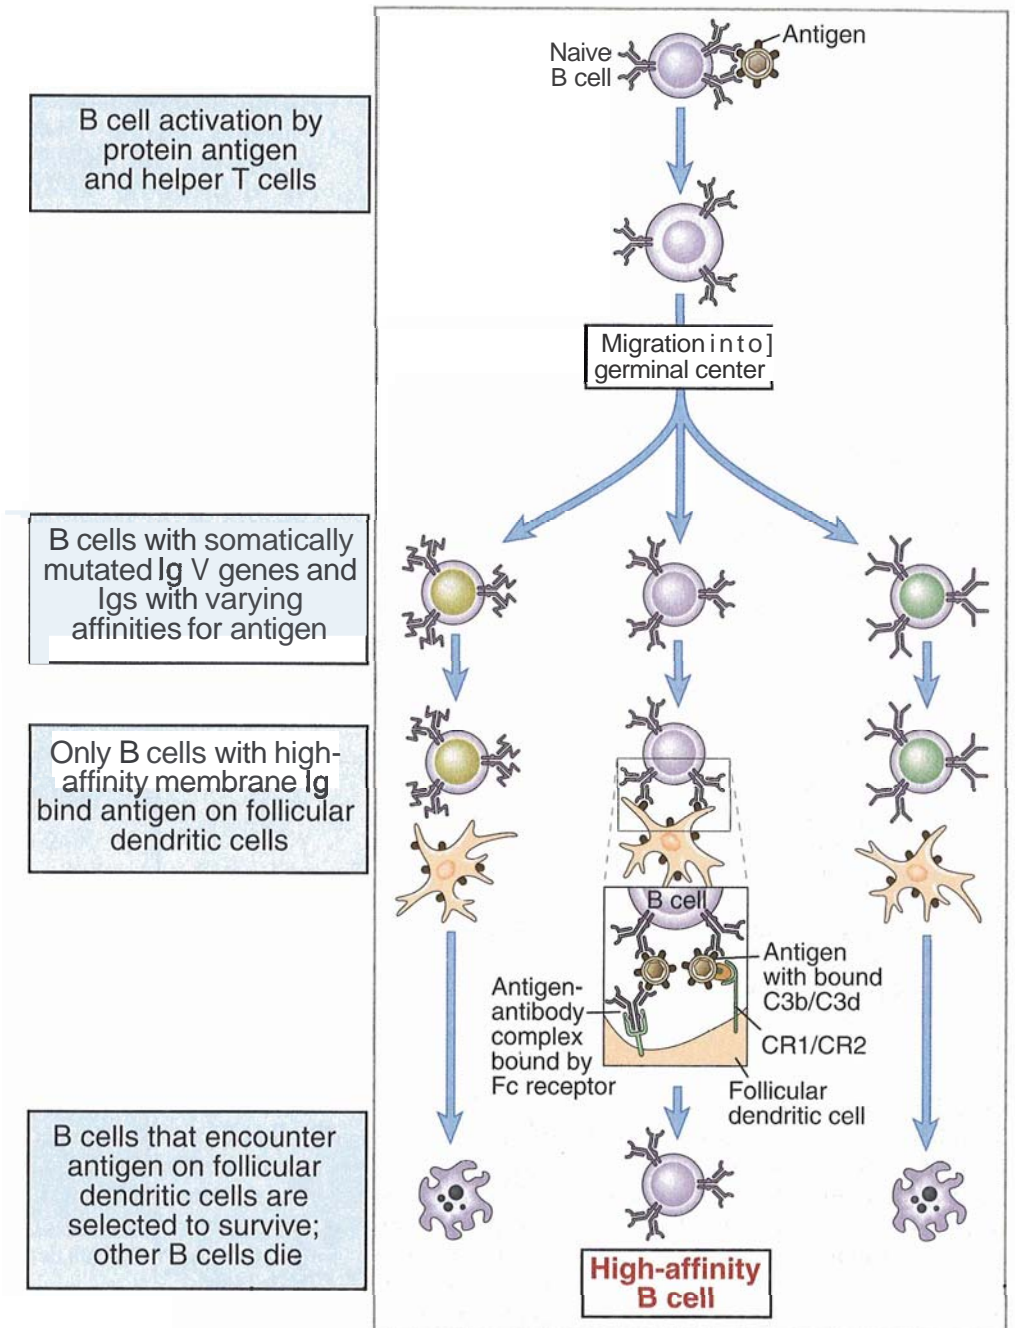 Naive
B cell
Antigen
B cell activation by
protein antigen
and helper T cells
Migration into]
germinal center
B cells with somatically
mutated Ig V genes and
Igs with varying
affinities for antigen
Only B cells with high-
affinity membrane Ig
bind antigen on follicular
dendritic cells
B cell
Antigen
with bound
C3b/C3d
Antigen-
antibody
complex
bound by
Fc receptor
CR1/CR2
Follicular
dendritic cell
B cells that encounter
antigen on follicular
dendritic cells are
selected to survive;
other B cells die
High-affinity
B cell